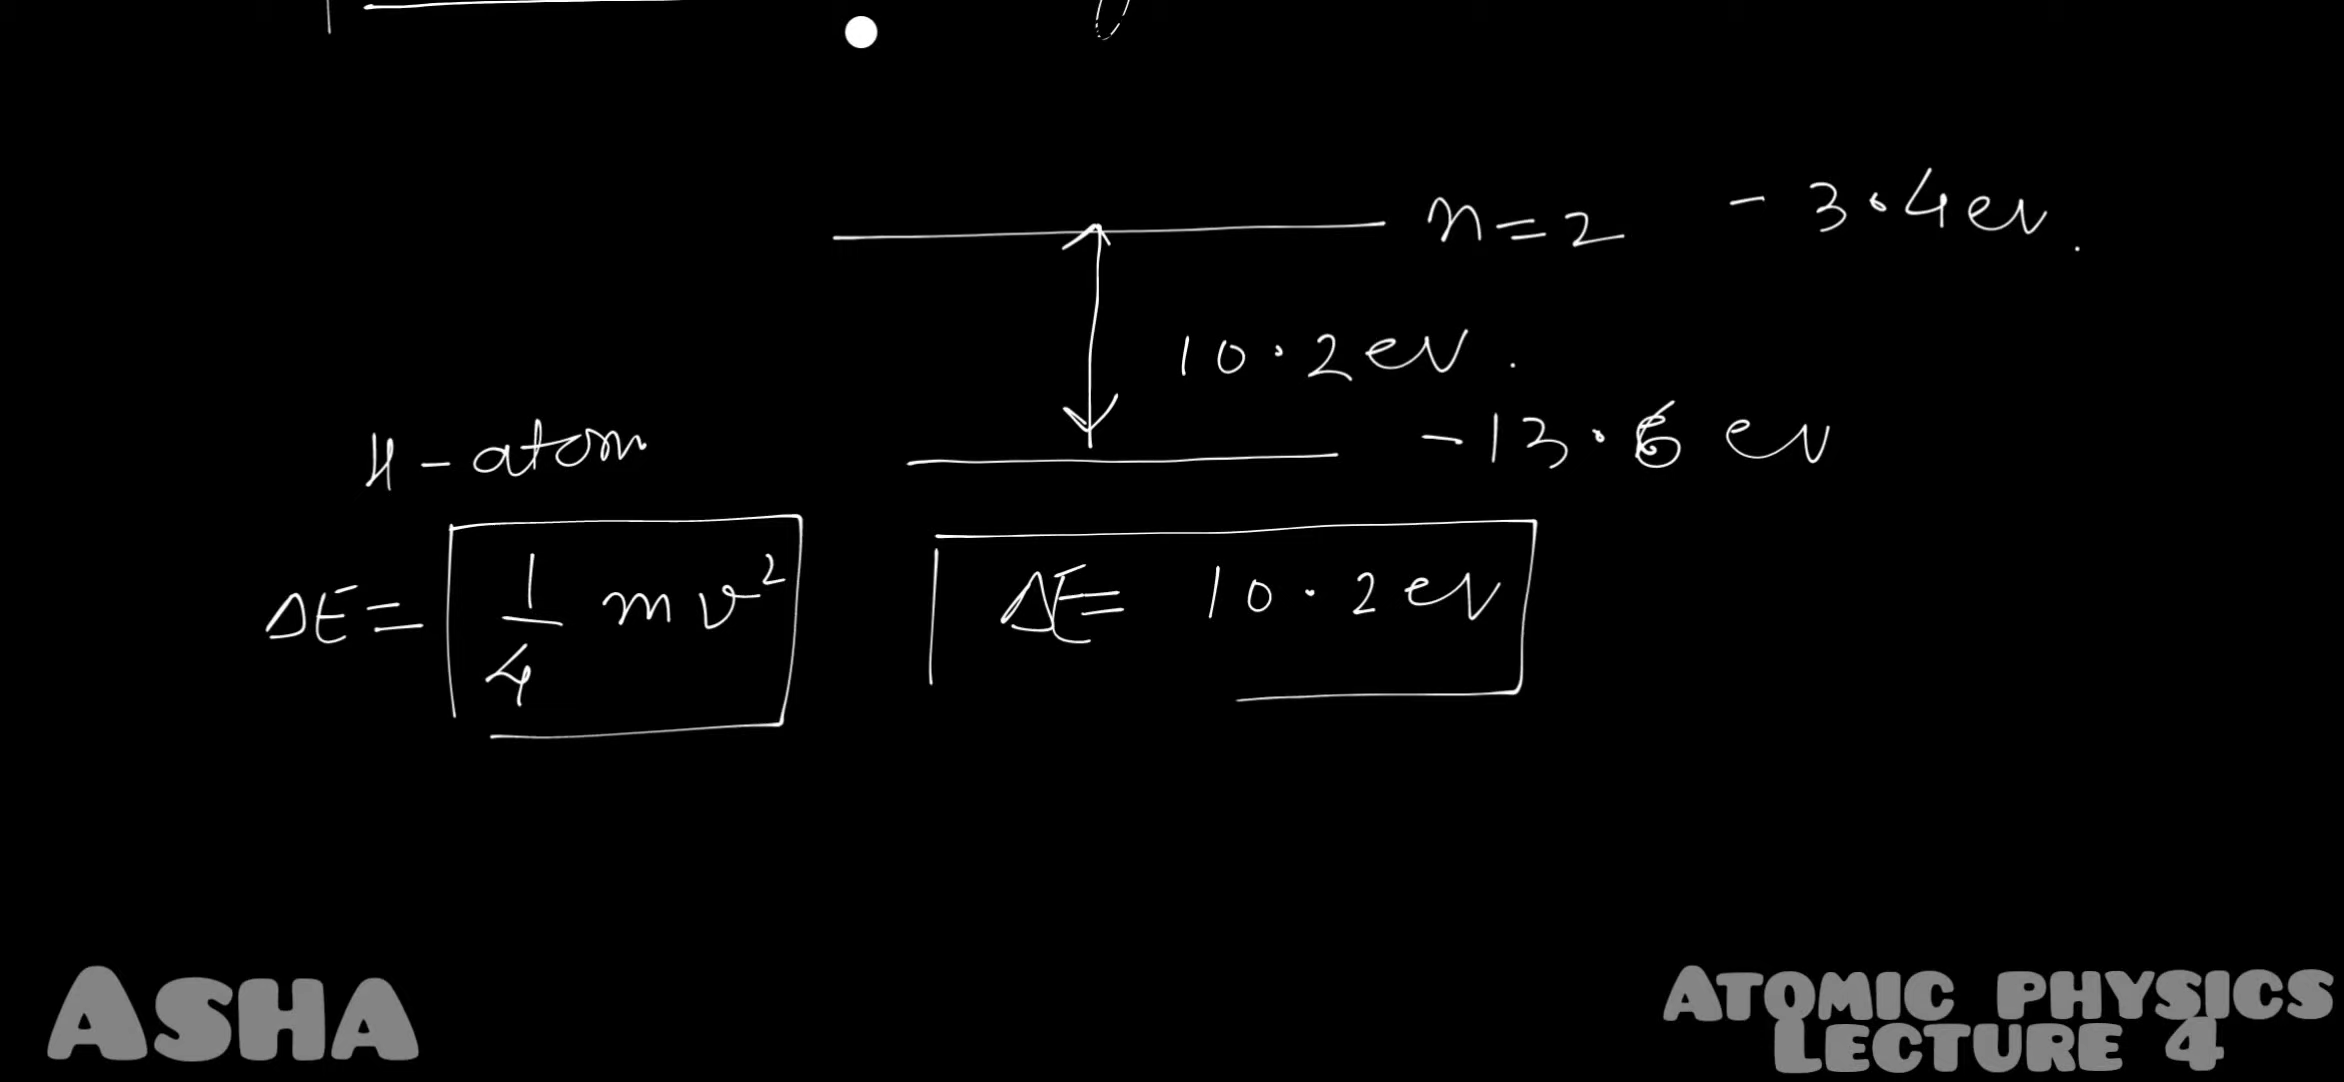 n=2 - 3.4ev.
10.2ev.
-13.6 ev
H-atom
ΔE= 1/4 mv² ΔE= 10.2ev
ASHA
ATOMIC PHYSICS
LECTURE 4